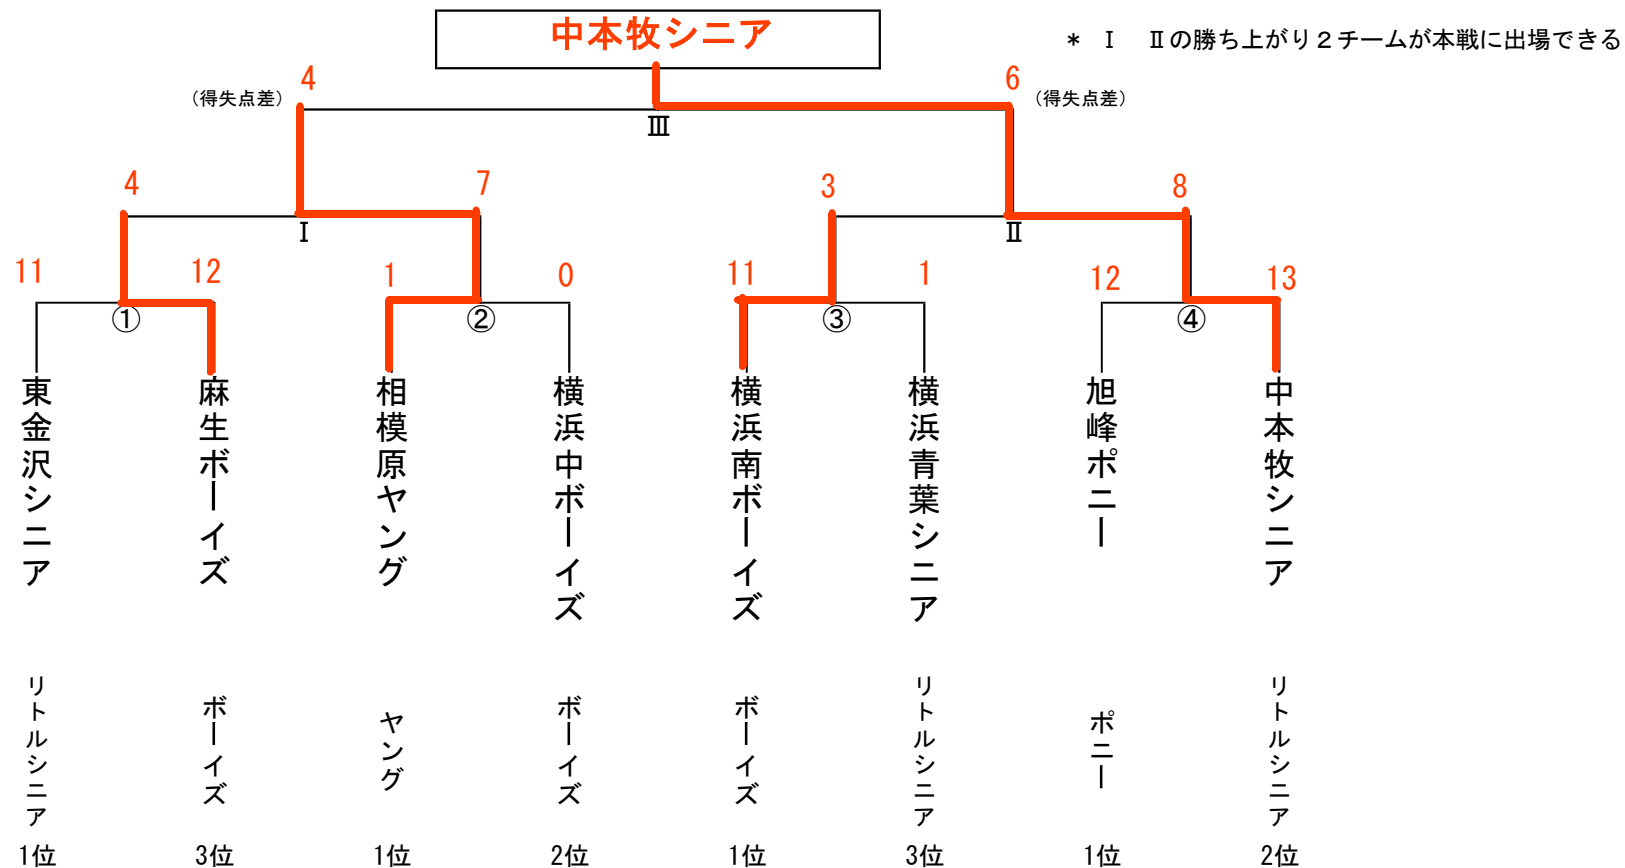 中本牧シニア
* Ⅰ Ⅱの勝ち上がり２チームが本戦に出場できる
4
6
(得失点差)
(得失点差)
Ⅲ
4
7
3
8
Ⅰ
Ⅱ
11
12
1
0
11
1
12
13
①
②
③
④
東金沢シニア
麻生ボーイズ
相模原ヤング
横浜中ボーイズ
横浜南ボーイズ
横浜青葉シニア
旭峰ポニー
中本牧シニア
リトルシニア
ボーイズ
ヤング
ボーイズ
ボーイズ
リトルシニア
ポニー
リトルシニア
1位
3位
1位
2位
1位
3位
1位
2位